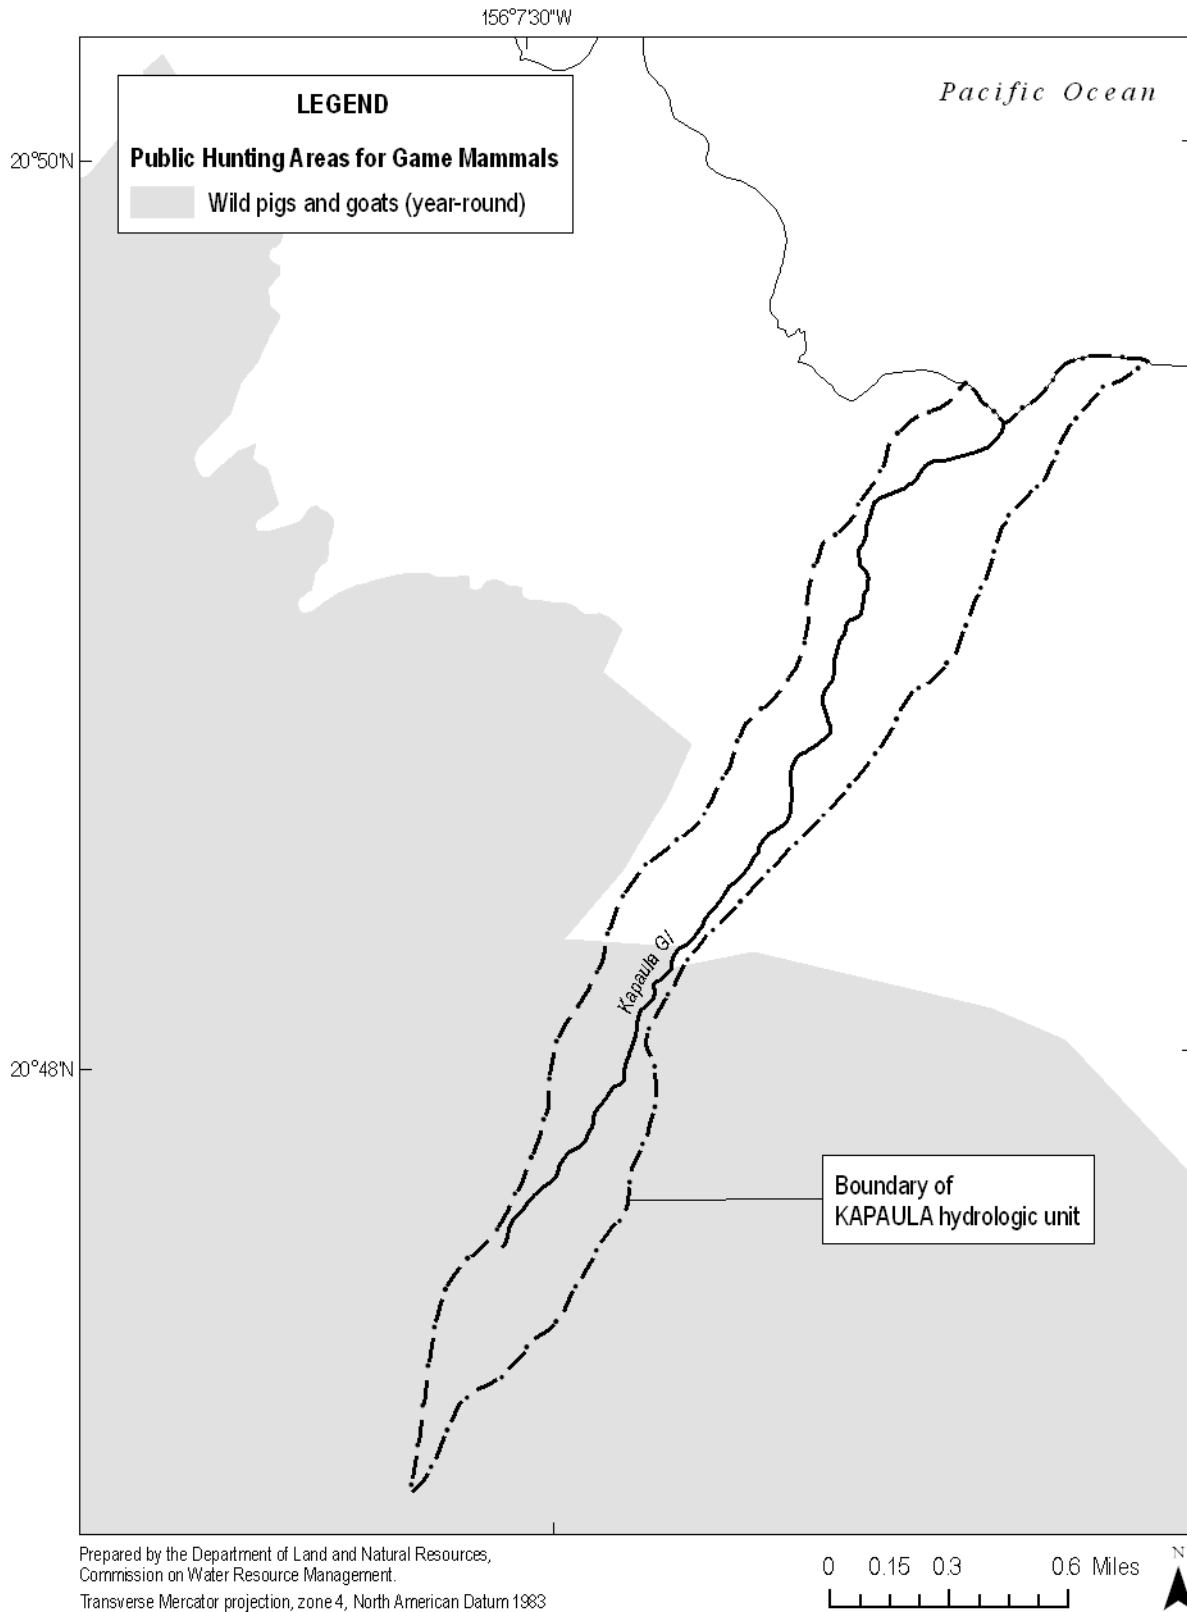 156°7'30"W
Pacific Ocean
LEGEND
Public Hunting Areas for Game Mammals
Wild pigs and goats (year-round)
20°50'N
Kapaula Gl
20°48'N
Boundary of
KAPAULA hydrologic unit
Prepared by the Department of Land and Natural Resources,
Commission on Water Resource Management.
Transverse Mercator projection, zone 4, North American Datum 1983
0 0.15 0.3 0.6 Miles
N